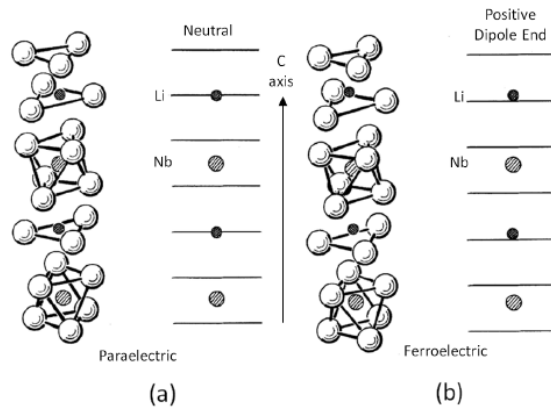 Neutral
Positive
Dipole End
C
axis
Li
Li
Nb
Nb
Paraelectric
Ferroelectric
(a)
(b)